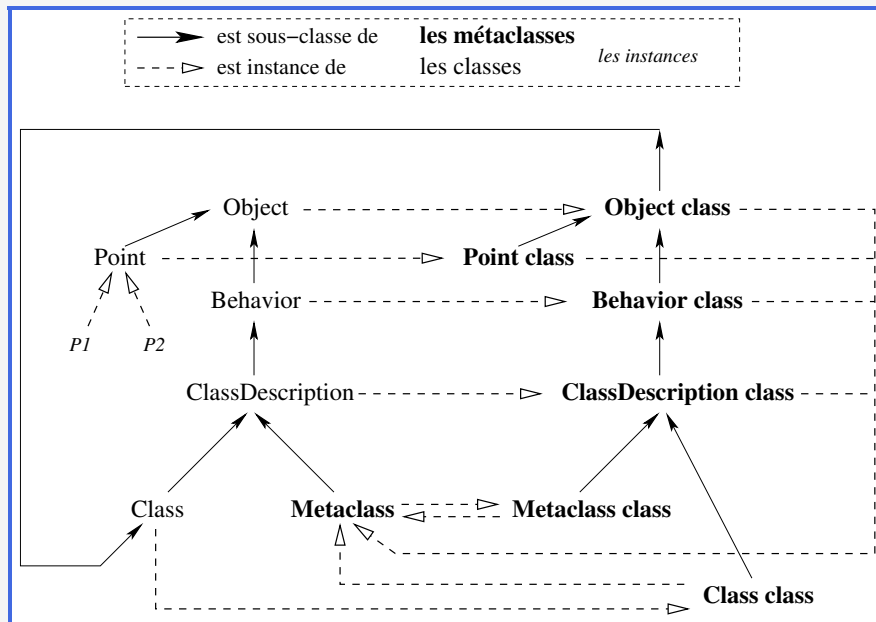 est sous−classe de les métaclasses
est instance de les classes les instances
Object Object class
Point Point class
Behavior Behavior class
P1 P2
ClassDescription ClassDescription class
Class Metaclass Metaclass class
Class class